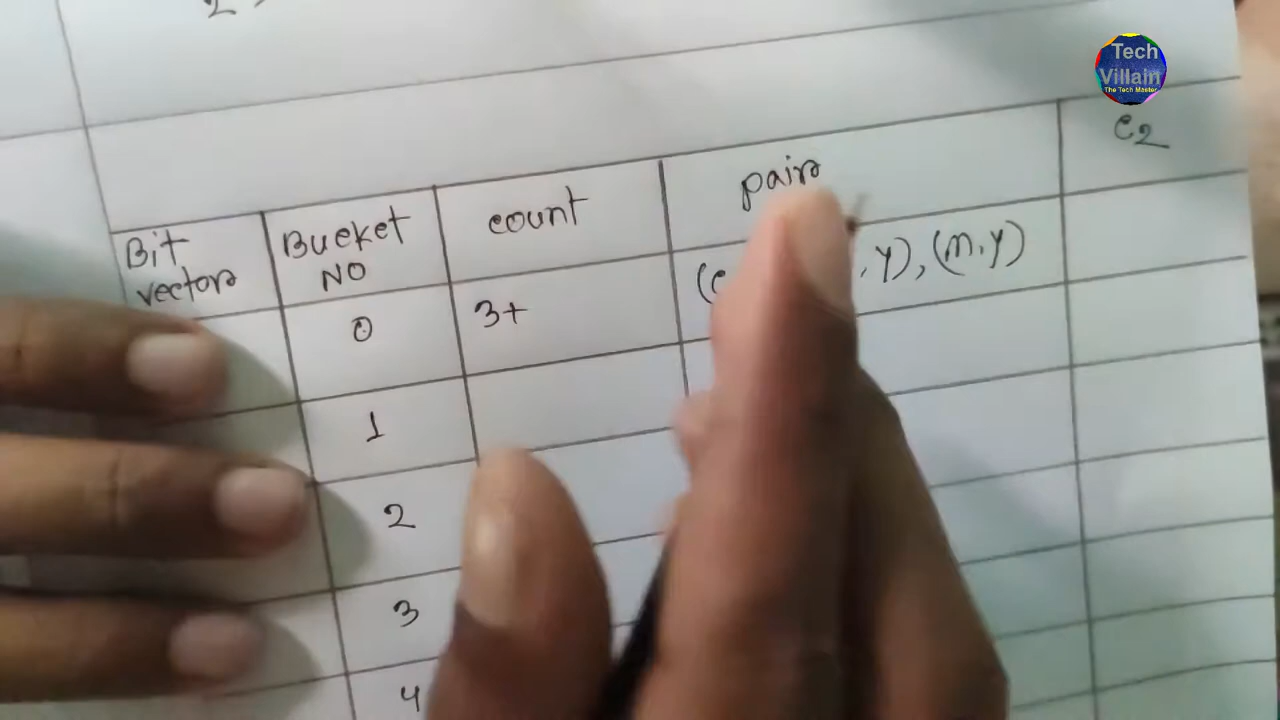 Tech
Villain
The Tech Master
C2
Bit vector
Bucket NO
count
pair
0
3+
, y), (m,y)
1
2
3
4